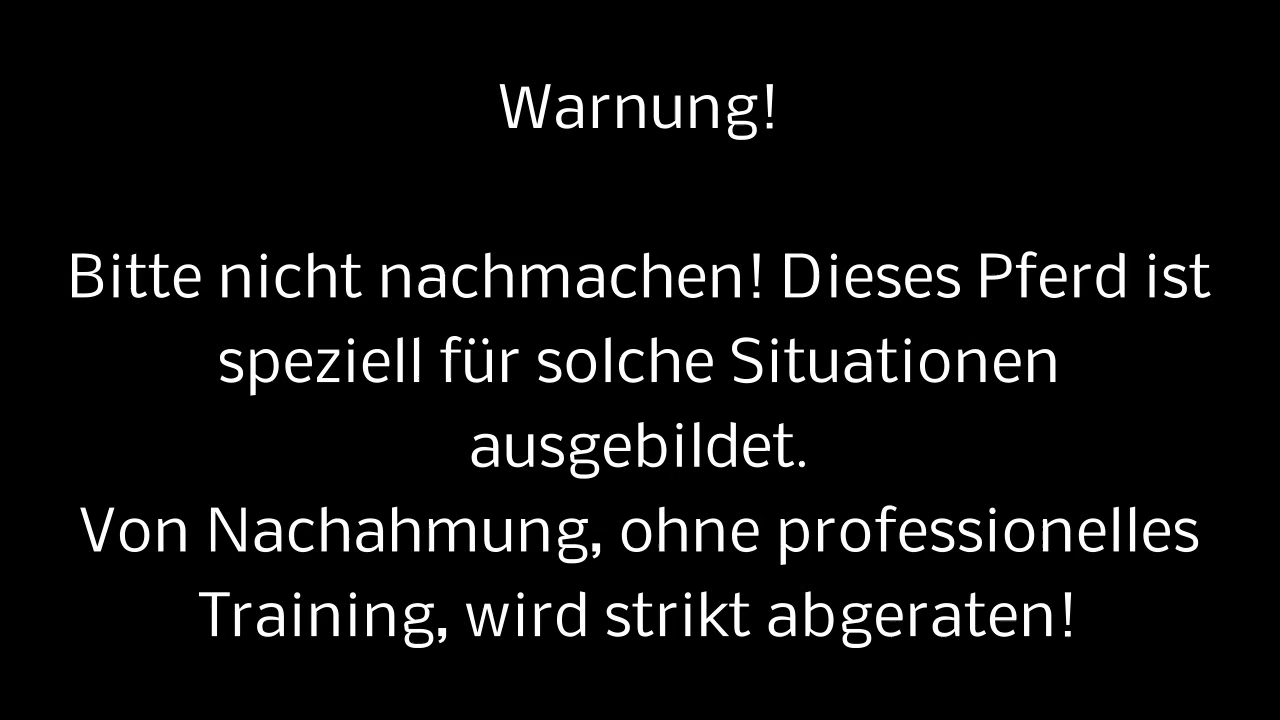 Warnung!
Bitte nicht nachmachen! Dieses Pferd ist
speziell für solche Situationen
ausgebildet.
Von Nachahmung, ohne professionelles
Training, wird strikt abgeraten!